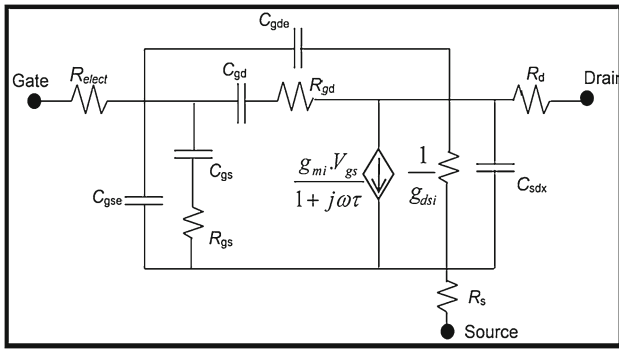 C_gde
Gate
R_elect
C_gd
R_gd
R_d
Drain
C_gs
g_mi.V_gs
1 + jωτ
1
g_dsi
C_sdx
C_gse
R_gs
R_s
Source